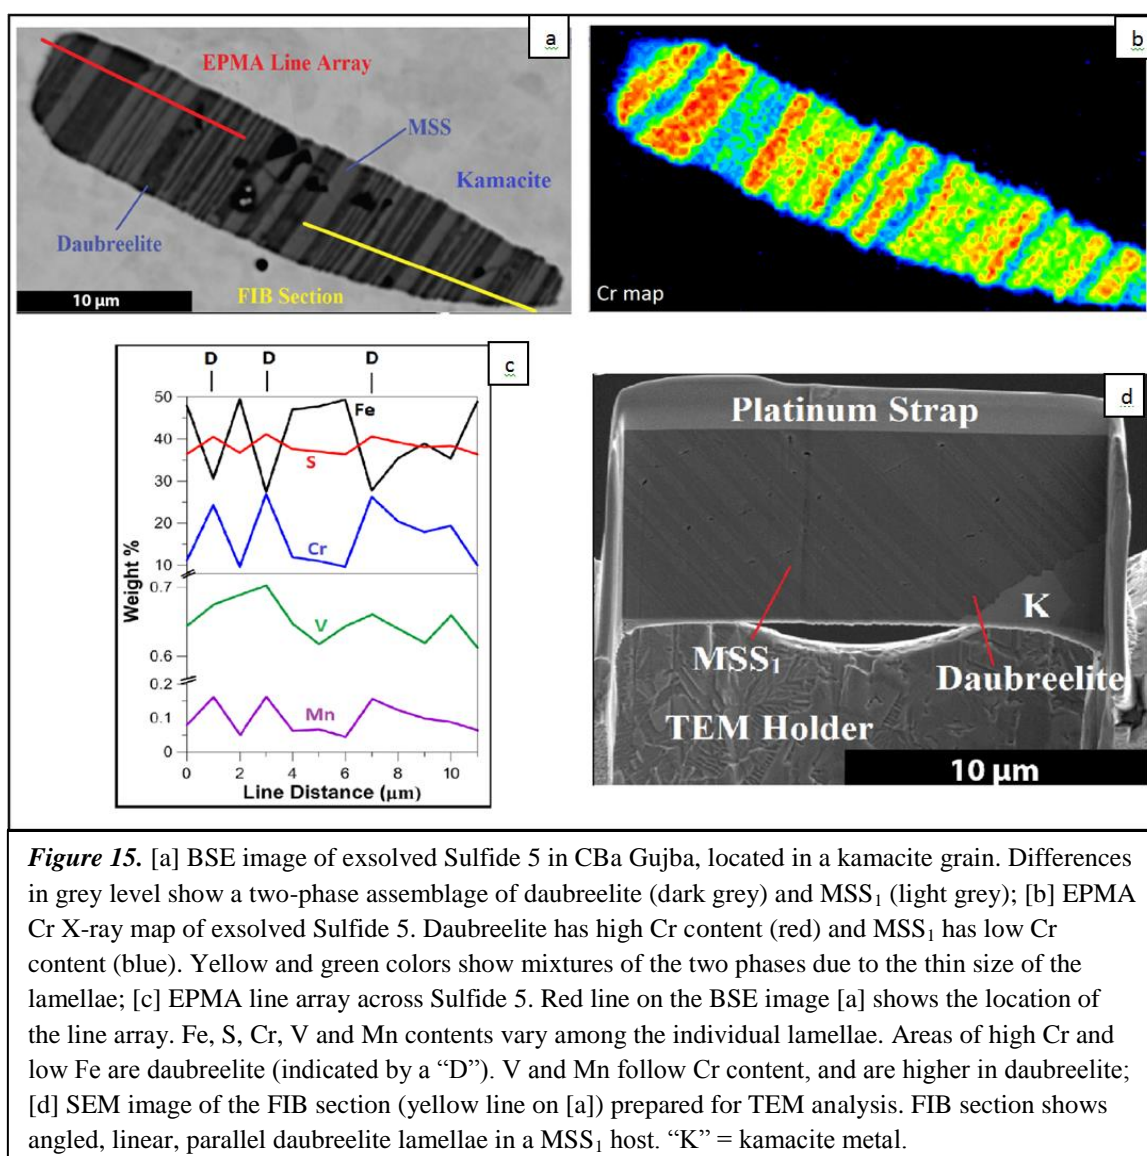 a
EPMA Line Array
MSS
Kamacite
Daubreelite
FIB Section
10 µm
b
Cr map
c
D D D
50
Fe
40
S
30
20
Cr
10
Weight %
0.7
V
0.6
0.2
Mn
0.1
0
0 2 4 6 8 10
Line Distance (µm)
d
Platinum Strap
K
MSS₁
Daubreelite
TEM Holder
10 µm
Figure 15. [a] BSE image of exsolved Sulfide 5 in CBa Gujba, located in a kamacite grain. Differences
in grey level show a two-phase assemblage of daubreelite (dark grey) and MSS₁ (light grey); [b] EPMA
Cr X-ray map of exsolved Sulfide 5. Daubreelite has high Cr content (red) and MSS₁ has low Cr
content (blue). Yellow and green colors show mixtures of the two phases due to the thin size of the
lamellae; [c] EPMA line array across Sulfide 5. Red line on the BSE image [a] shows the location of
the line array. Fe, S, Cr, V and Mn contents vary among the individual lamellae. Areas of high Cr and
low Fe are daubreelite (indicated by a “D”). V and Mn follow Cr content, and are higher in daubreelite;
[d] SEM image of the FIB section (yellow line on [a]) prepared for TEM analysis. FIB section shows
angled, linear, parallel daubreelite lamellae in a MSS₁ host. “K” = kamacite metal.